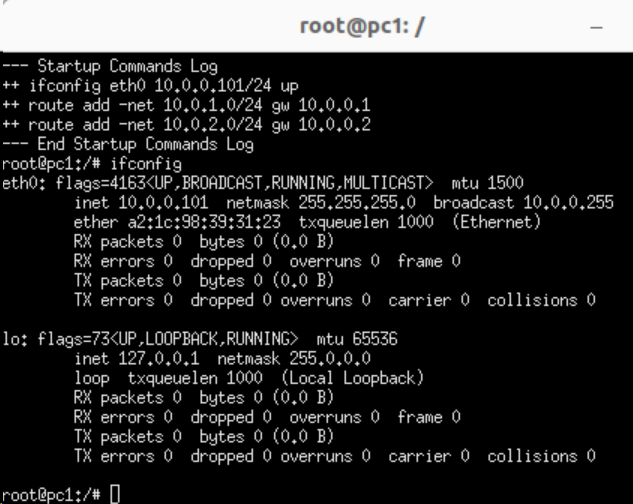 root@pc1: /
--- Startup Commands Log
++ ifconfig eth0 10.0.0.101/24 up
++ route add -net 10.0.1.0/24 gw 10.0.0.1
++ route add -net 10.0.2.0/24 gw 10.0.0.2
--- End Startup Commands Log
root@pc1:/# ifconfig
eth0: flags=4163<UP,BROADCAST,RUNNING,MULTICAST>  mtu 1500
        inet 10.0.0.101  netmask 255.255.255.0  broadcast 10.0.0.255
        ether a2:1c:98:39:31:23  txqueuelen 1000  (Ethernet)
        RX packets 0  bytes 0 (0.0 B)
        RX errors 0  dropped 0  overruns 0  frame 0
        TX packets 0  bytes 0 (0.0 B)
        TX errors 0  dropped 0 overruns 0  carrier 0  collisions 0
lo: flags=73<UP,LOOPBACK,RUNNING>  mtu 65536
        inet 127.0.0.1  netmask 255.0.0.0
        loop  txqueuelen 1000  (Local Loopback)
        RX packets 0  bytes 0 (0.0 B)
        RX errors 0  dropped 0  overruns 0  frame 0
        TX packets 0  bytes 0 (0.0 B)
        TX errors 0  dropped 0 overruns 0  carrier 0  collisions 0
root@pc1:/#